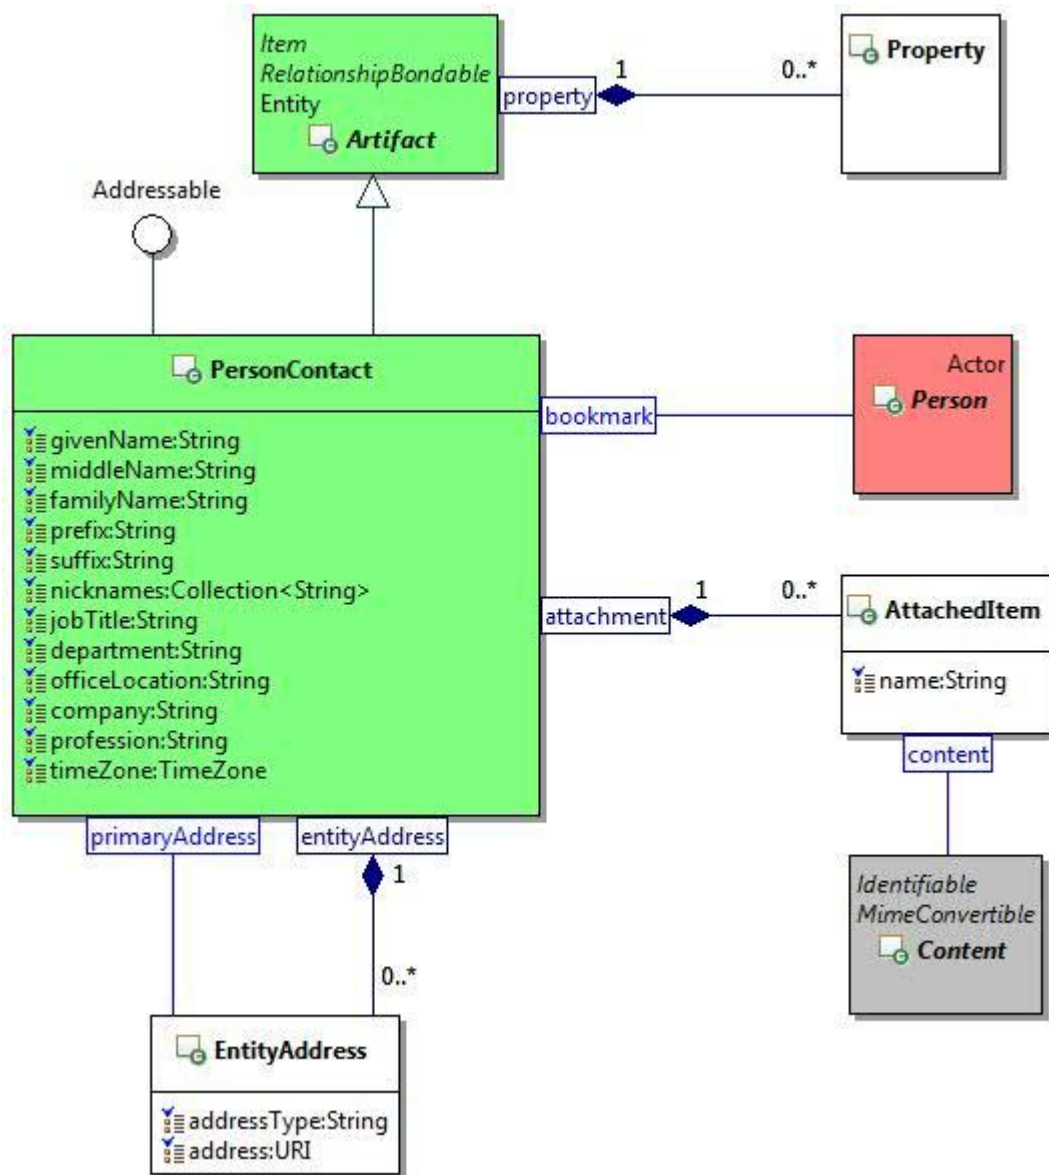 Item
RelationshipBondable
Entity
Artifact
property
1
0..*
Property
Addressable
PersonContact
givenName:String
middleName:String
familyName:String
prefix:String
suffix:String
nicknames:Collection<String>
jobTitle:String
department:String
officeLocation:String
company:String
profession:String
timeZone:TimeZone
bookmark
Actor
Person
attachment
1
0..*
AttachedItem
name:String
content
Identifiable
MimeConvertible
Content
primaryAddress
entityAddress
1
0..*
EntityAddress
addressType:String
address:URI